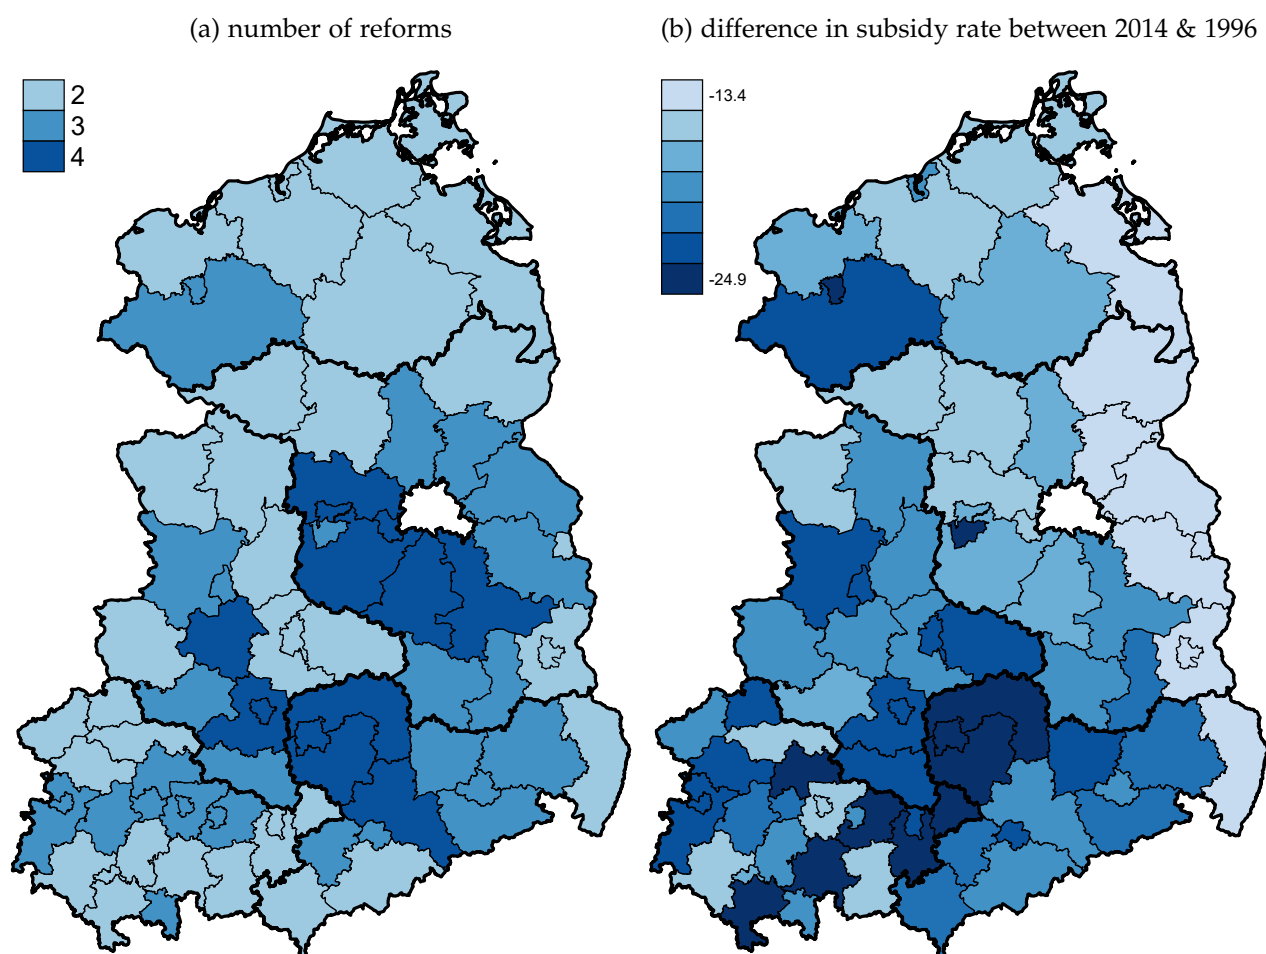 (a) number of reforms
(b) difference in subsidy rate between 2014 & 1996
2
3
4
-13.4
-24.9